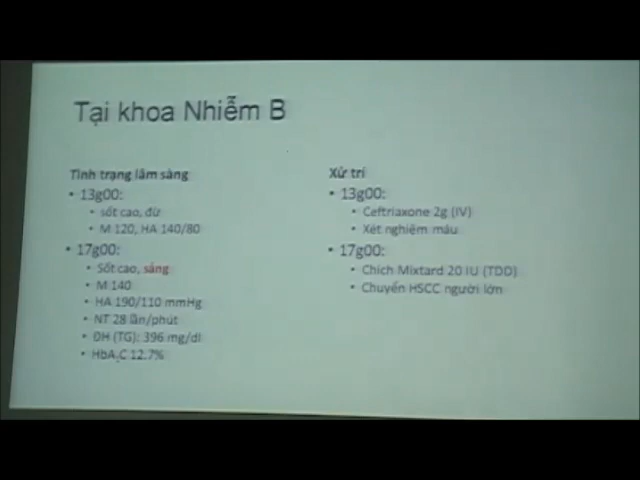 Tại khoa Nhiễm B
Tình trạng lâm sàng
• 13g00:
• sốt cao, đừ
• M 120, HA 140/80
• 17g00:
• Sốt cao, sảng
• M 140
• HA 190/110 mmHg
• NT 28 lần/phút
• ĐH (TG): 396 mg/dl
• HbA1C 12.7%
Xử trí
• 13g00:
• Ceftriaxone 2g (IV)
• Xét nghiệm máu
• 17g00:
• Chích Mixtard 20 IU (TDD)
• Chuyển HSCC người lớn